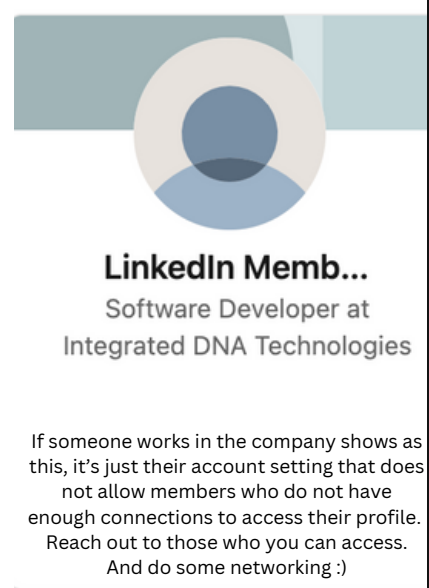 LinkedIn Memb...
Software Developer at
Integrated DNA Technologies
If someone works in the company shows as
this, it’s just their account setting that does
not allow members who do not have
enough connections to access their profile.
Reach out to those who you can access.
And do some networking :)